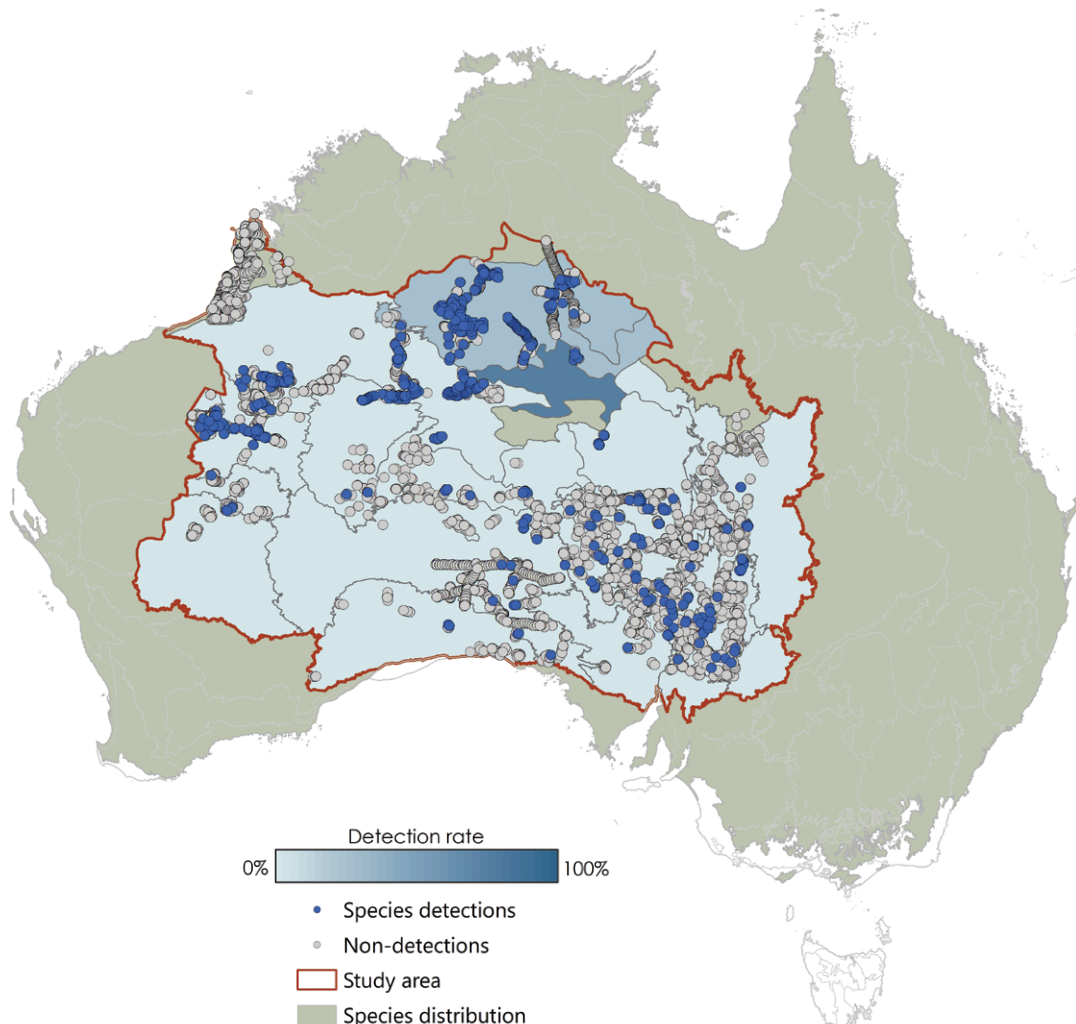 Detection rate
0% 100%
Species detections
Non-detections
Study area
Species distribution